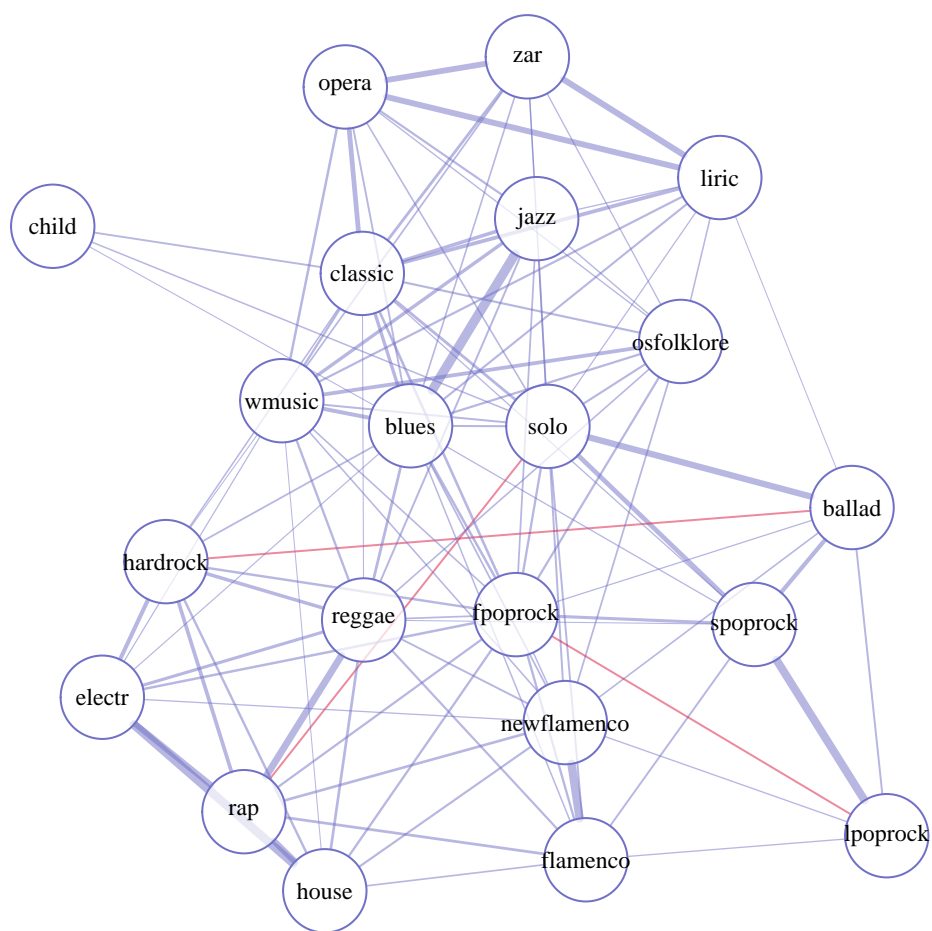 zar
opera
liric
jazz
child
classic
osfolklore
wmusic
blues
solo
ballad
hardrock
reggae
fpoprock
spoprock
electr
newflamenco
rap
lpoprock
flamenco
house